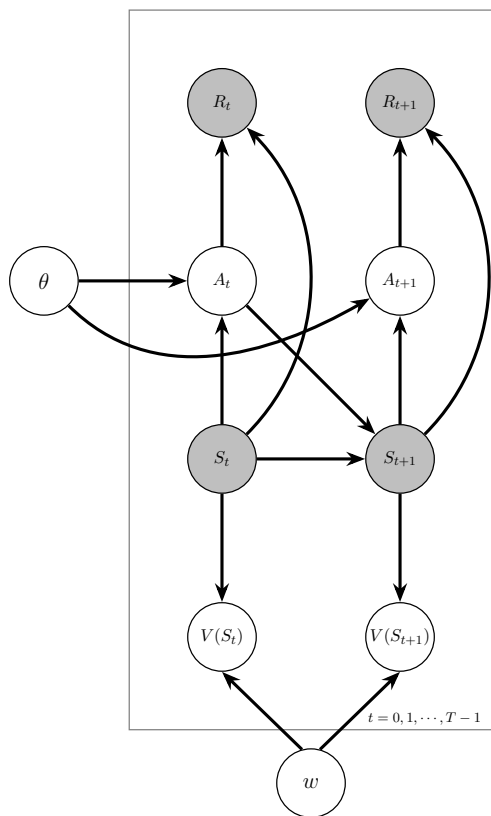 R_t R_{t+1}
θ A_t A_{t+1}
S_t S_{t+1}
V(S_t) V(S_{t+1})
t = 0, 1, ⋯, T − 1
w